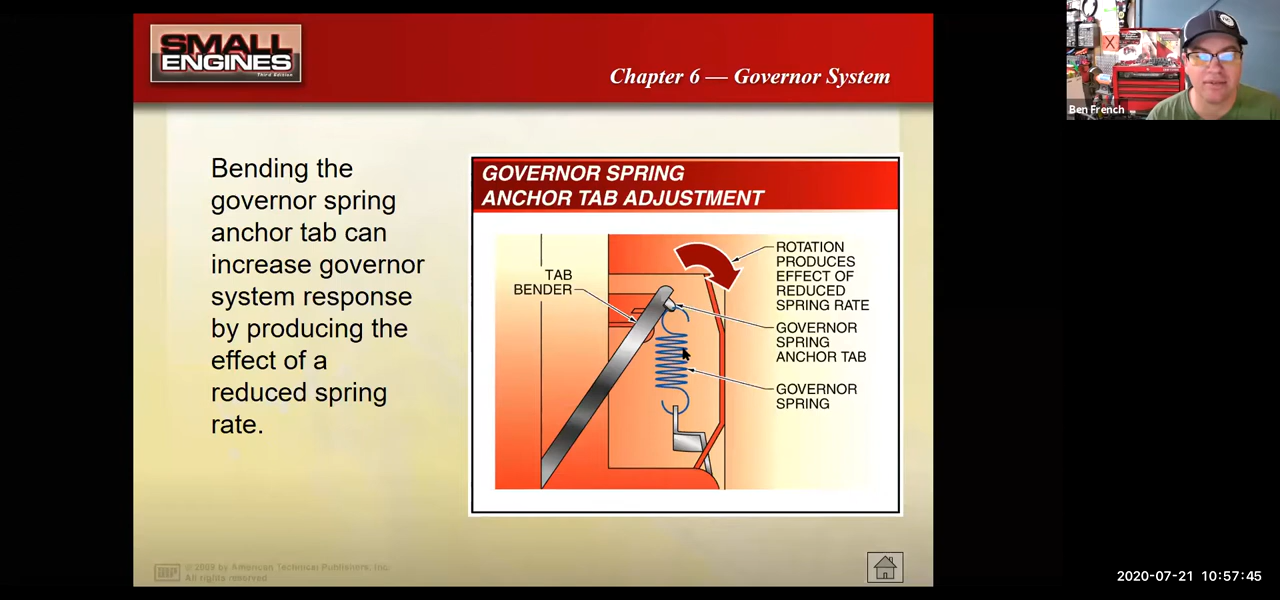 SMALL
ENGINES
Third Edition
Chapter 6 — Governor System
Ben French
Bending the
governor spring
anchor tab can
increase governor
system response
by producing the
effect of a
reduced spring
rate.
GOVERNOR SPRING
ANCHOR TAB ADJUSTMENT
TAB
BENDER
ROTATION
PRODUCES
EFFECT OF
REDUCED
SPRING RATE
GOVERNOR
SPRING
ANCHOR TAB
GOVERNOR
SPRING
© 2009 by American Technical Publishers, Inc.
All rights reserved
2020-07-21 10:57:45